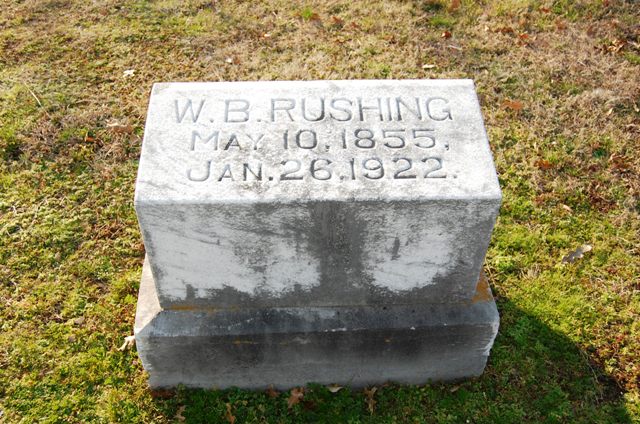 W. B. RUSHING
MAY 10. 1855.
JAN. 26. 1922.